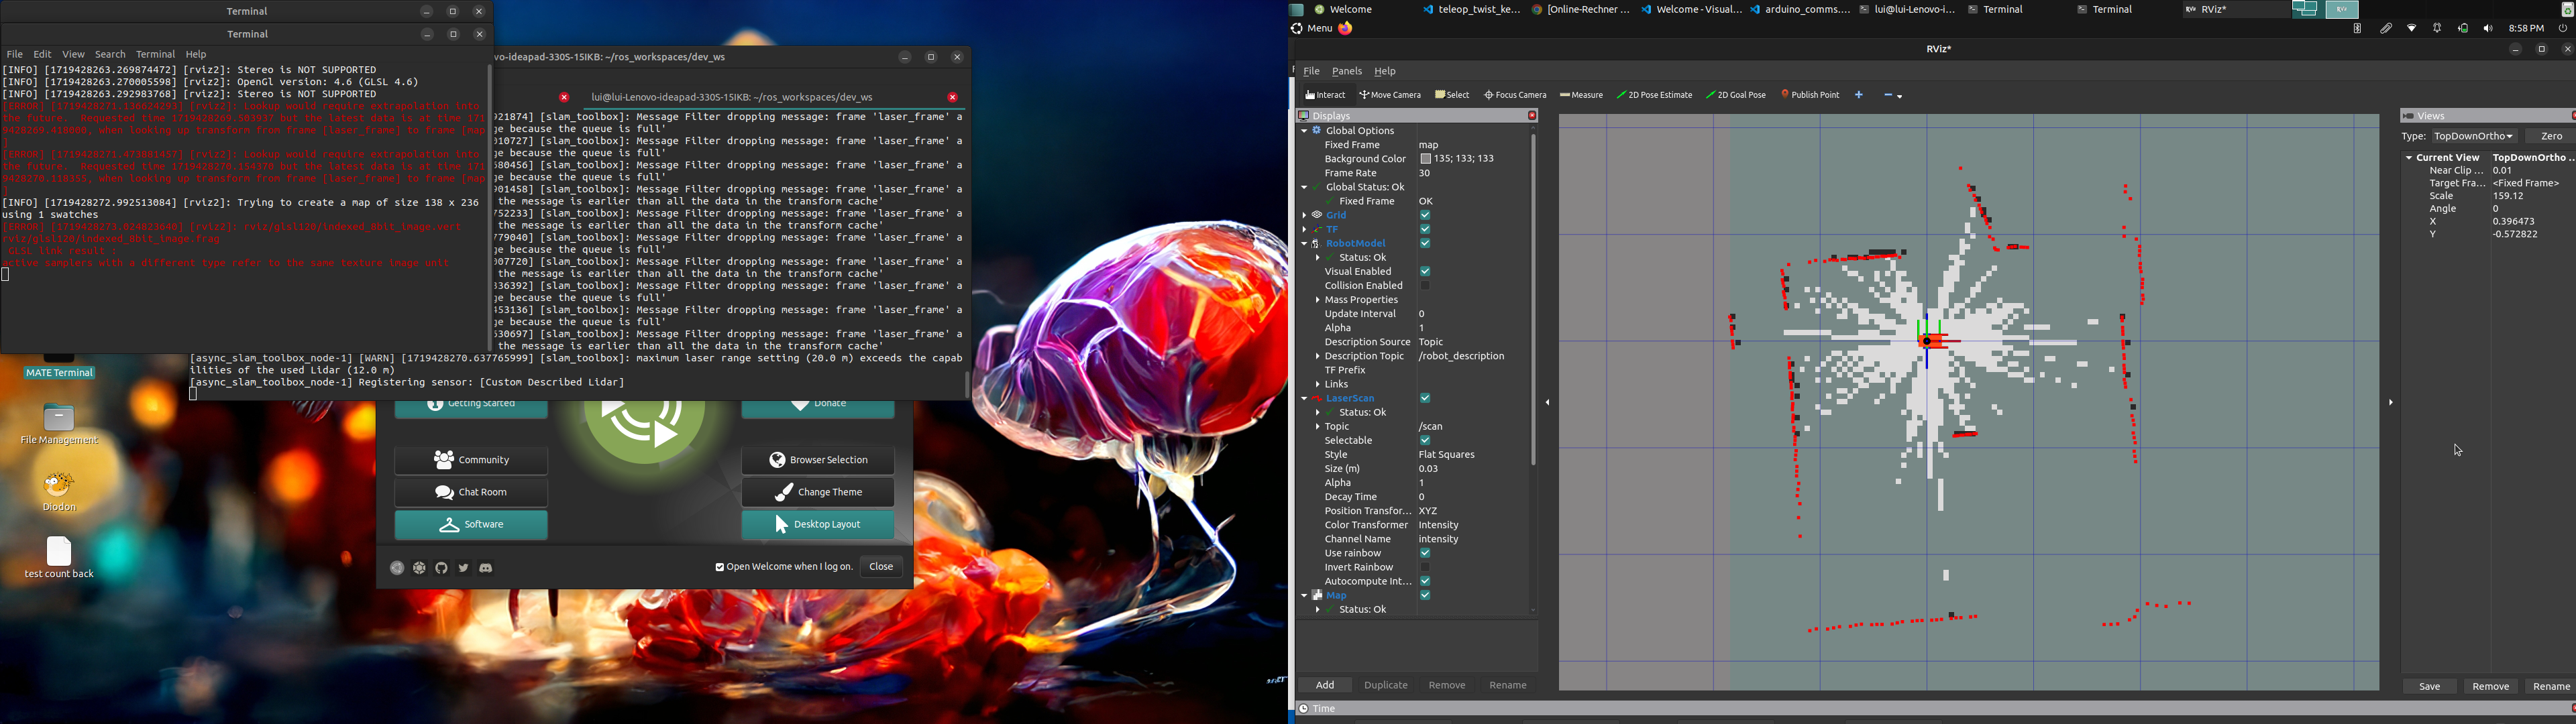 Terminal
Terminal
File Edit View Search Terminal Help
[INFO] [1719428263.269874472] [rviz2]: Stereo is NOT SUPPORTED
[INFO] [1719428263.270005598] [rviz2]: OpenGl version: 4.6 (GLSL 4.6)
[INFO] [1719428263.292983768] [rviz2]: Stereo is NOT SUPPORTED
[ERROR] [1719428271.136624293] [rviz2]: Lookup would require extrapolation into
the future. Requested time 1719428269.563937 but the latest data is at time 171
9428269.418000, when looking up transform from frame [laser_frame] to frame [map
]
[ERROR] [1719428271.473881457] [rviz2]: Lookup would require extrapolation into
the future. Requested time 1719428270.154376 but the latest data is at time 171
9428270.118355, when looking up transform from frame [laser_frame] to frame [map
]
[INFO] [1719428272.992513084] [rviz2]: Trying to create a map of size 138 x 236
using 1 swatches
[ERROR] [1719428273.024823640] [rviz2]: rviz/glsl120/indexed_8bit_image.vert
rviz/glsl120/indexed_8bit_image.frag
GLSL link result :
active samplers with a different type refer to the same texture image unit
vo-ideapad-330S-15IKB: ~/ros_workspaces/dev_ws
lui@lui-Lenovo-ideapad-330S-15IKB: ~/ros_workspaces/dev_ws
921874] [slam_toolbox]: Message Filter dropping message: frame 'laser_frame' a
ge because the queue is full'
010727] [slam_toolbox]: Message Filter dropping message: frame 'laser_frame' a
ge because the queue is full'
680456] [slam_toolbox]: Message Filter dropping message: frame 'laser_frame' a
ge because the queue is full'
901458] [slam_toolbox]: Message Filter dropping message: frame 'laser_frame' a
the message is earlier than all the data in the transform cache'
752233] [slam_toolbox]: Message Filter dropping message: frame 'laser_frame' a
the message is earlier than all the data in the transform cache'
779040] [slam_toolbox]: Message Filter dropping message: frame 'laser_frame' a
ge because the queue is full'
007720] [slam_toolbox]: Message Filter dropping message: frame 'laser_frame' a
the message is earlier than all the data in the transform cache'
336392] [slam_toolbox]: Message Filter dropping message: frame 'laser_frame' a
ge because the queue is full'
453136] [slam_toolbox]: Message Filter dropping message: frame 'laser_frame' a
ge because the queue is full'
630697] [slam_toolbox]: Message Filter dropping message: frame 'laser_frame' a
the message is earlier than all the data in the transform cache'
[async_slam_toolbox_node-1] [WARN] [1719428270.637765999] [slam_toolbox]: maximum laser range setting (20.0 m) exceeds the capab
ilities of the used Lidar (12.0 m)
[async_slam_toolbox_node-1] Registering sensor: [Custom Described Lidar]
MATE Terminal
File Management
Diodon
test count back
Getting Started
Donate
Community
Browser Selection
Chat Room
Change Theme
Software
Desktop Layout
Open Welcome when I log on.
Close
Welcome
teleop_twist_ke...
[Online-Rechner ...
Welcome - Visual...
arduino_comms....
lui@lui-Lenovo-i...
Terminal
Terminal
RViz*
Menu
8:58 PM
RViz*
File Panels Help
Interact Move Camera Select Focus Camera Measure 2D Pose Estimate 2D Goal Pose Publish Point
Displays
Global Options
Fixed Frame map
Background Color 135; 133; 133
Frame Rate 30
Global Status: Ok
Fixed Frame OK
Grid
TF
RobotModel
Status: Ok
Visual Enabled
Collision Enabled
Mass Properties
Update Interval 0
Alpha 1
Description Source Topic
Description Topic /robot_description
TF Prefix
Links
LaserScan
Status: Ok
Topic /scan
Selectable
Style Flat Squares
Size (m) 0.03
Alpha 1
Decay Time 0
Position Transfor... XYZ
Color Transformer Intensity
Channel Name intensity
Use rainbow
Invert Rainbow
Autocompute Int...
Map
Status: Ok
Add Duplicate Remove Rename
Time
Views
Type: TopDownOrtho Zero
Current View TopDownOrtho ...
Near Clip ... 0.01
Target Fra... <Fixed Frame>
Scale 159.12
Angle 0
X 0.396473
Y -0.572822
Save Remove Rename